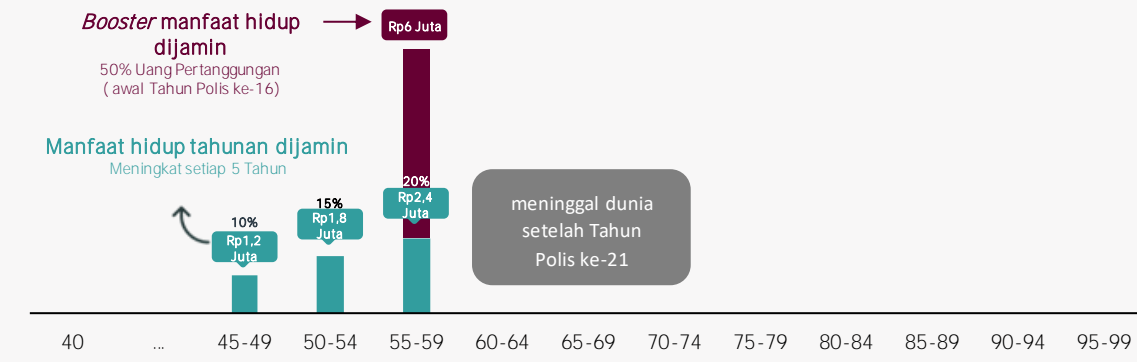 Booster manfaat hidup
dijamin
50% Uang Pertanggungan
( awal Tahun Polis ke-16)
Rp6 Juta
Manfaat hidup tahunan dijamin
Meningkat setiap 5 Tahun
10%
Rp1,2
Juta
15%
Rp1,8
Juta
20%
Rp2,4
Juta
meninggal dunia
setelah Tahun
Polis ke-21
40 ... 45-49 50-54 55-59 60-64 65-69 70-74 75-79 80-84 85-89 90-94 95-99